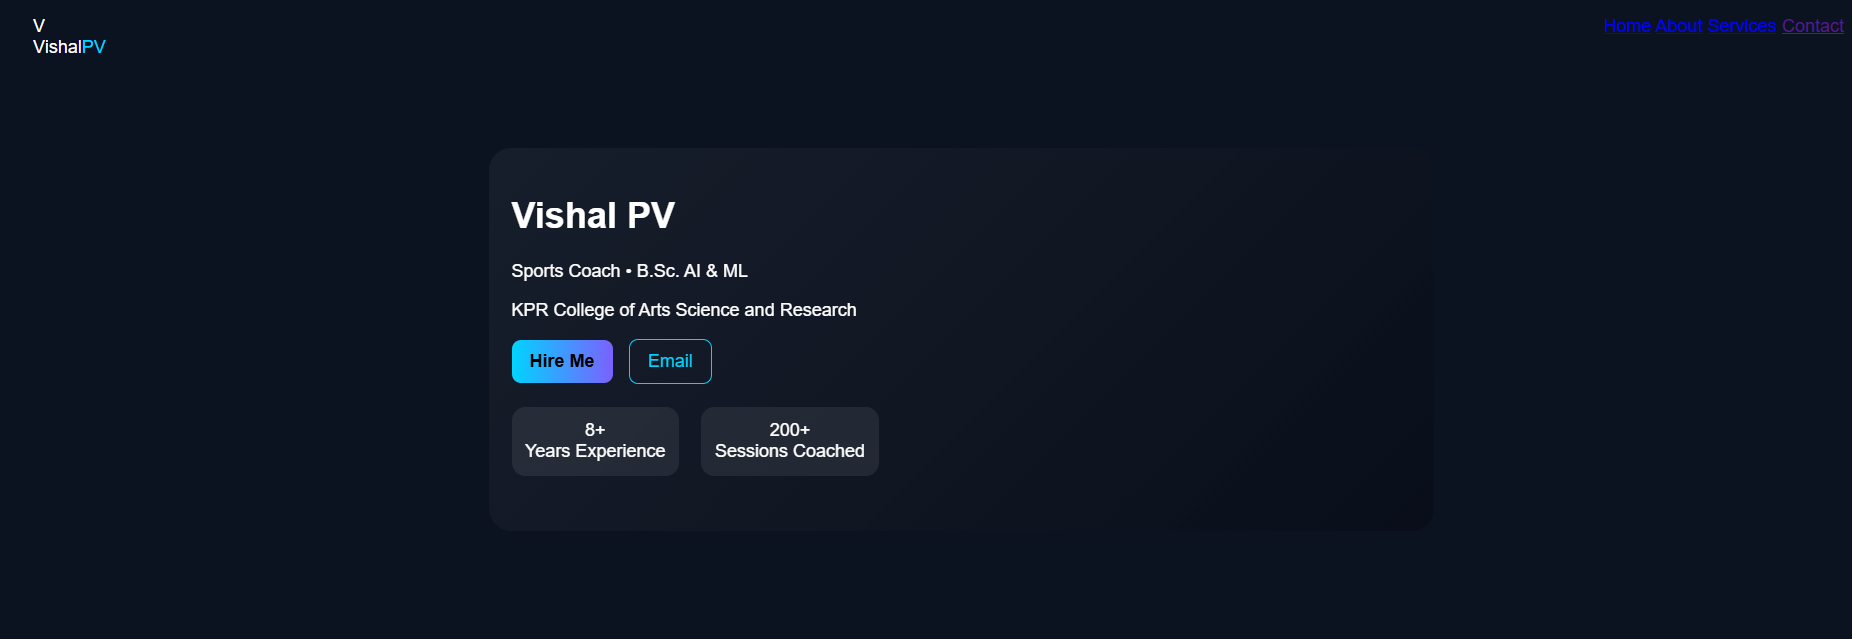 V
VishalPV
Home About Services Contact
Vishal PV
Sports Coach • B.Sc. AI & ML
KPR College of Arts Science and Research
Hire Me
Email
8+
Years Experience
200+
Sessions Coached